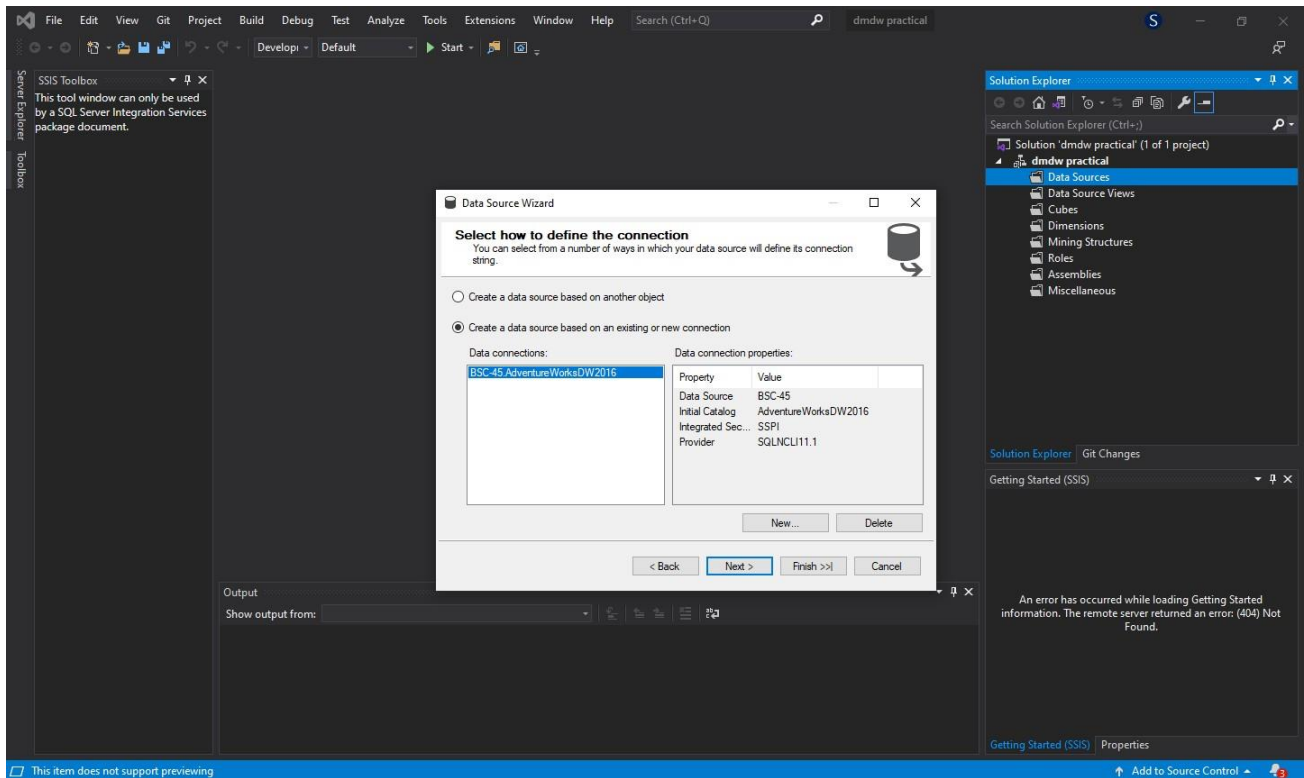 File Edit View Git Project Build Debug Test Analyze Tools Extensions Window Help Search (Ctrl+Q) dmdw practical S
Developi Default Start
Server Explorer
Toolbox
SSIS Toolbox
This tool window can only be used
by a SQL Server Integration Services
package document.
Data Source Wizard
Select how to define the connection
You can select from a number of ways in which your data source will define its connection
string.
Create a data source based on another object
Create a data source based on an existing or new connection
Data connections:
BSC-45.AdventureWorksDW2016
Data connection properties:
Property Value
Data Source BSC-45
Initial Catalog AdventureWorksDW2016
Integrated Sec... SSPI
Provider SQLNCLI11.1
New... Delete
< Back Next > Finish >>| Cancel
Output
Show output from:
Solution Explorer
Search Solution Explorer (Ctrl+;)
Solution 'dmdw practical' (1 of 1 project)
dmdw practical
Data Sources
Data Source Views
Cubes
Dimensions
Mining Structures
Roles
Assemblies
Miscellaneous
Solution Explorer Git Changes
Getting Started (SSIS)
An error has occurred while loading Getting Started
information. The remote server returned an error: (404) Not
Found.
Getting Started (SSIS) Properties
This item does not support previewing
Add to Source Control 3